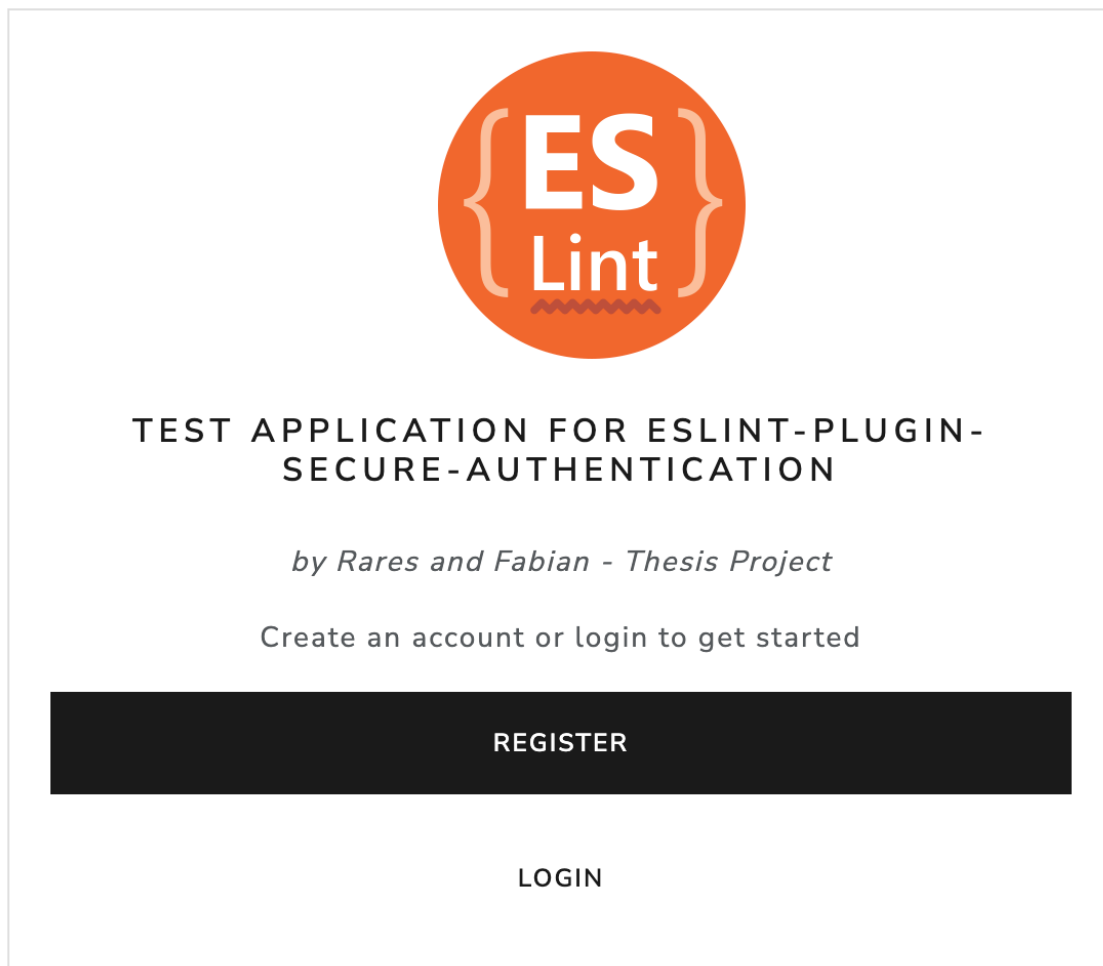 {ES}
Lint
TEST APPLICATION FOR ESLINT-PLUGIN-
SECURE-AUTHENTICATION
by Rares and Fabian - Thesis Project
Create an account or login to get started
REGISTER
LOGIN